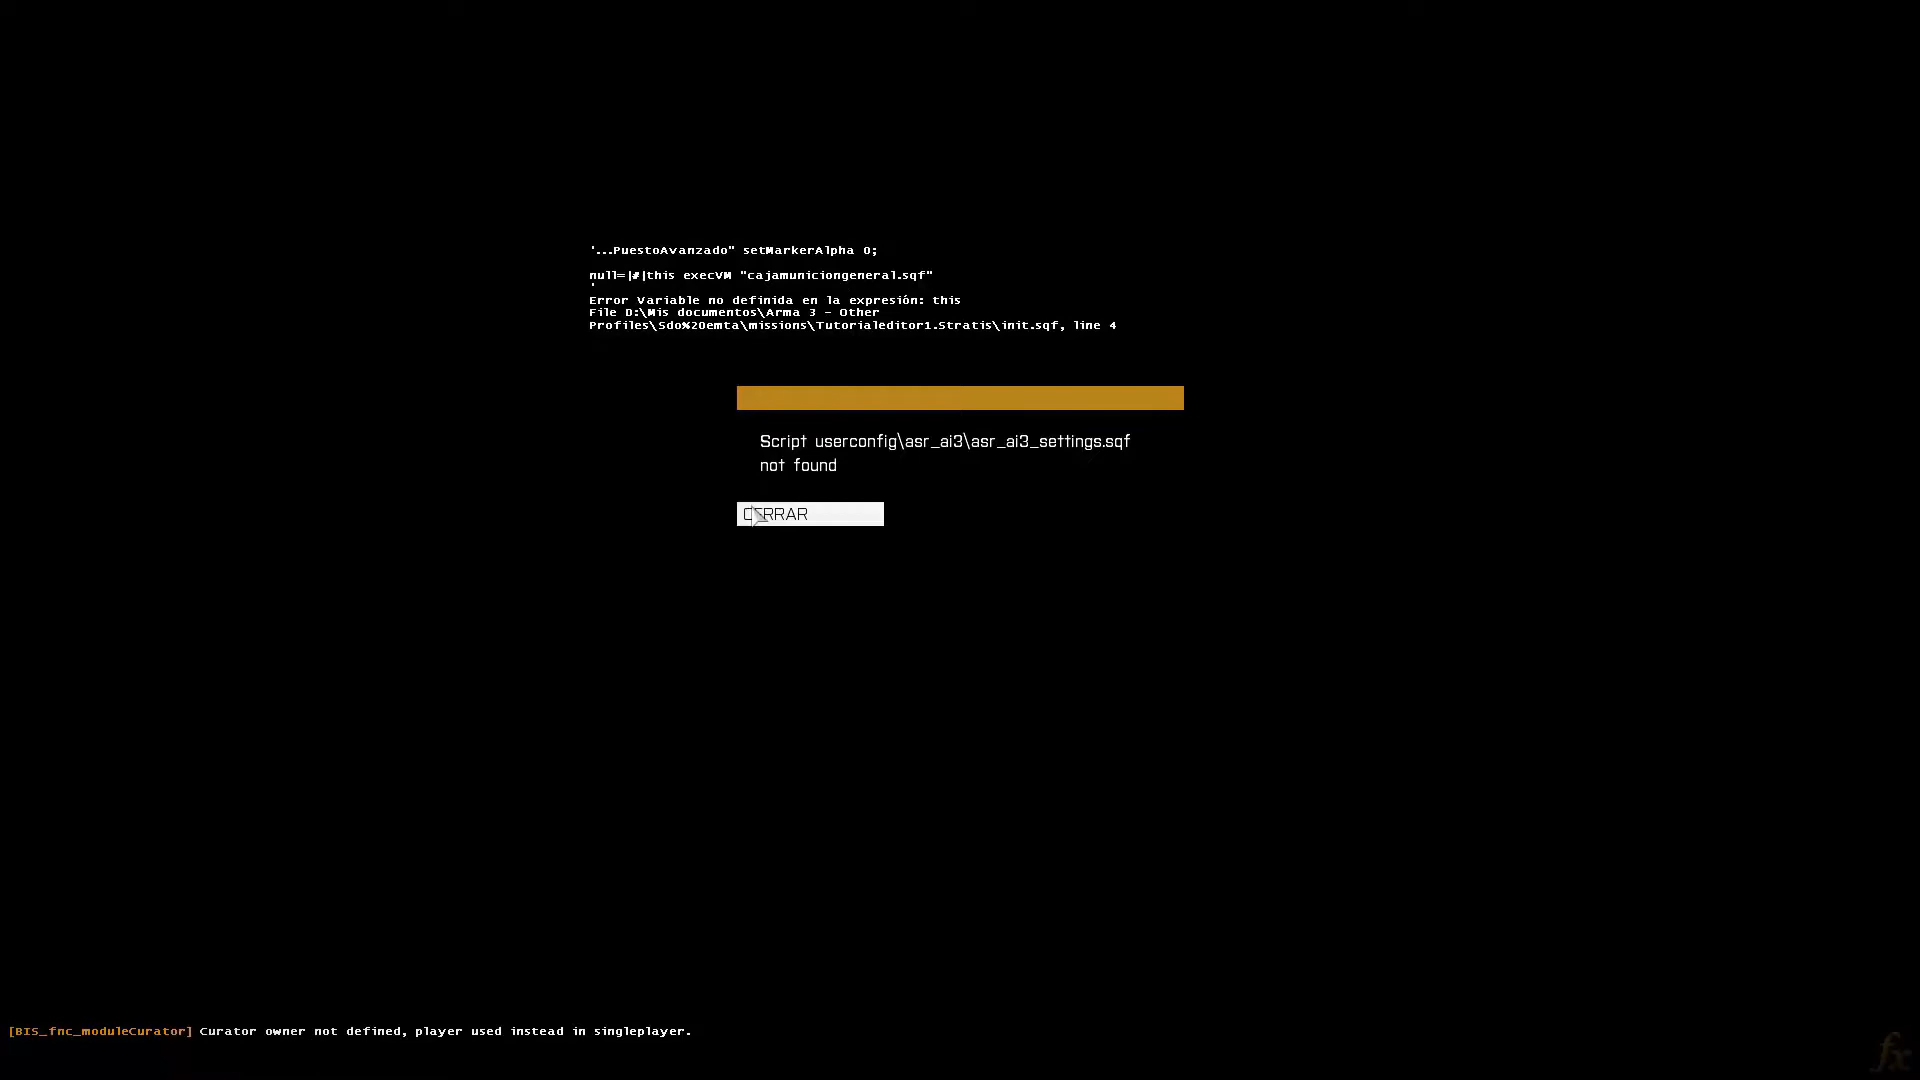 '...PuestoAvanzado" setMarkerAlpha 0;
null=|#|this execVM "cajamuniciongeneral.sqf"
'
Error Variable no definida en la expresión: this
File D:\Mis documentos\Arma 3 - Other
Profiles\Sdo%20emta\missions\Tutorialeditor1.Stratis\init.sqf, line 4
Script userconfig\asr_ai3\asr_ai3_settings.sqf
not found
CERRAR
[BIS_fnc_moduleCurator] Curator owner not defined, player used instead in singleplayer.
fx